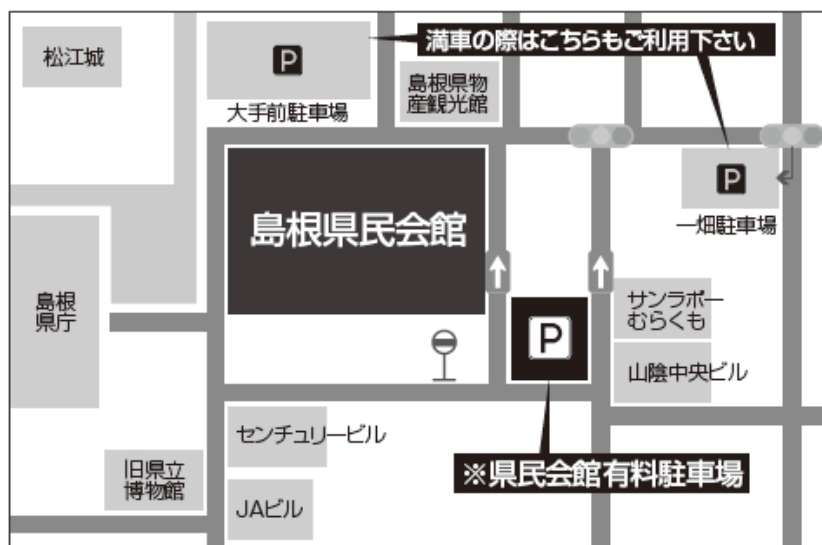 満車の際はこちらもご利用下さい
松江城
P
大手前駐車場
島根県物
産観光館
島根県民会館
P
一畑駐車場
島根
県庁
サンラポー
むらくも
P
山陰中央ビル
センチュリービル
※県民会館有料駐車場
旧県立
博物館
JAビル